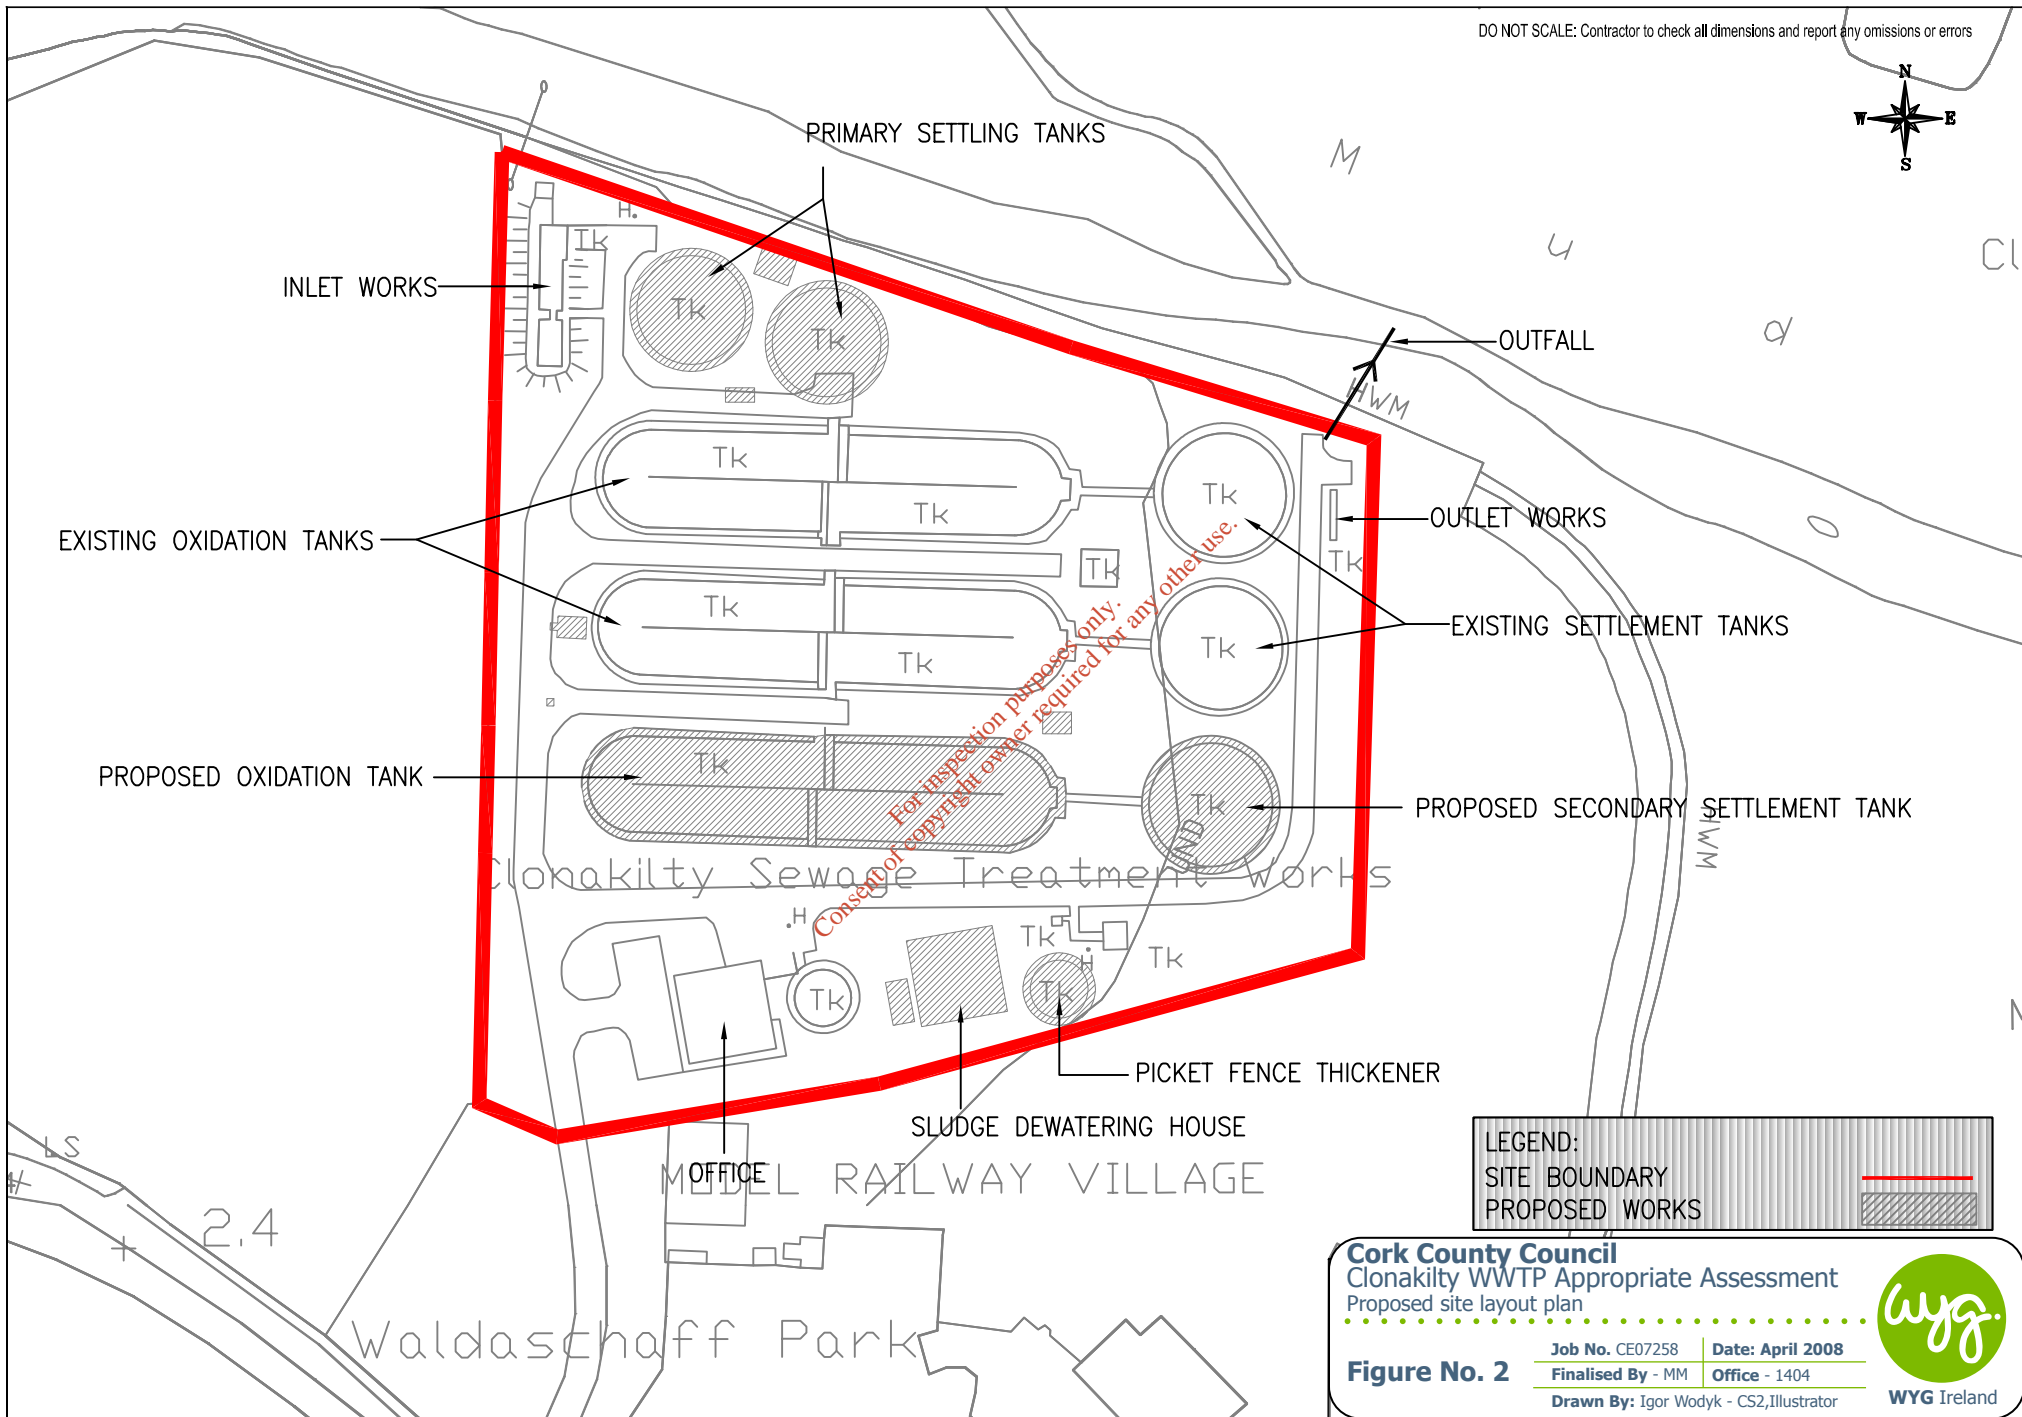 DO NOT SCALE: Contractor to check all dimensions and report any omissions or errors
N
W E
S
PRIMARY SETTLING TANKS
M
u
d
Cl
H.
Tk
INLET WORKS
Tk
Tk
OUTFALL
HWM
Tk
Tk
Tk
EXISTING OXIDATION TANKS
OUTLET WORKS
Tk
Tk
Tk
Tk
Tk
EXISTING SETTLEMENT TANKS
For inspection purposes only.
Consent of copyright owner required for any other use.
Tk
PROPOSED OXIDATION TANK
Tk
PROPOSED SECONDARY SETTLEMENT TANK
UND
HWM
Clonakilty Sewage Treatment Works
.H
Tk
H
Tk
Tk
Tk
PICKET FENCE THICKENER
SLUDGE DEWATERING HOUSE
OFFICE
MODEL RAILWAY VILLAGE
LS
2.4
Waldaschaff Park
LEGEND:
SITE BOUNDARY
PROPOSED WORKS
Cork County Council
Clonakilty WWTP Appropriate Assessment
Proposed site layout plan
Figure No. 2
Job No. CE07258 Date: April 2008
Finalised By - MM Office - 1404
Drawn By: Igor Wodyk - CS2,Illustrator
wyg.
WYG Ireland